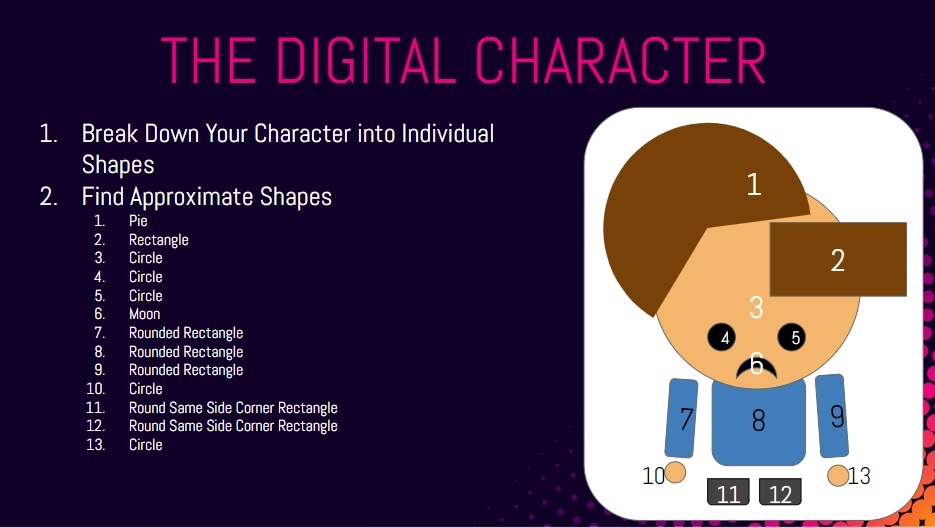 THE DIGITAL CHARACTER
1. Break Down Your Character into Individual
Shapes
2. Find Approximate Shapes
1. Pie
2. Rectangle
3. Circle
4. Circle
5. Circle
6. Moon
7. Rounded Rectangle
8. Rounded Rectangle
9. Rounded Rectangle
10. Circle
11. Round Same Side Corner Rectangle
12. Round Same Side Corner Rectangle
13. Circle
1
2
3
4 5
6
7 8 9
10 13
11 12